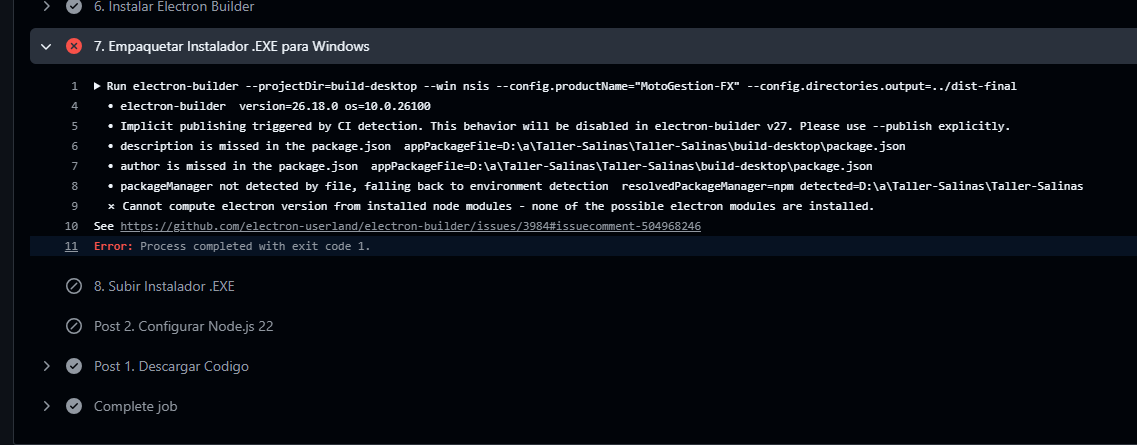 6. Instalar Electron Builder
7. Empaquetar Instalador .EXE para Windows
1 Run electron-builder --projectDir=build-desktop --win nsis --config.productName="MotoGestion-FX" --config.directories.output=../dist-final
4 • electron-builder version=26.18.0 os=10.0.26100
5 • Implicit publishing triggered by CI detection. This behavior will be disabled in electron-builder v27. Please use --publish explicitly.
6 • description is missed in the package.json appPackageFile=D:\a\Taller-Salinas\Taller-Salinas\build-desktop\package.json
7 • author is missed in the package.json appPackageFile=D:\a\Taller-Salinas\Taller-Salinas\build-desktop\package.json
8 • packageManager not detected by file, falling back to environment detection resolvedPackageManager=npm detected=D:\a\Taller-Salinas\Taller-Salinas
9 ⨯ Cannot compute electron version from installed node modules - none of the possible electron modules are installed.
10 See https://github.com/electron-userland/electron-builder/issues/3984#issuecomment-504968246
11 Error: Process completed with exit code 1.
8. Subir Instalador .EXE
Post 2. Configurar Node.js 22
Post 1. Descargar Codigo
Complete job